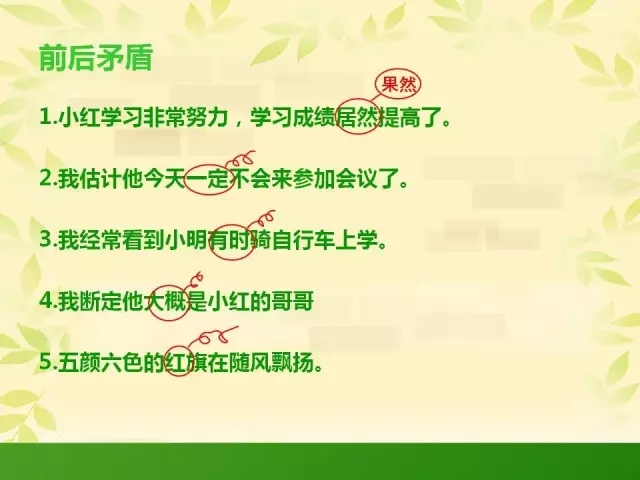 前后矛盾
果然
1.小红学习非常努力，学习成绩居然提高了。
2.我估计他今天一定不会来参加会议了。
3.我经常看到小明有时骑自行车上学。
4.我断定他大概是小红的哥哥
5.五颜六色的红旗在随风飘扬。